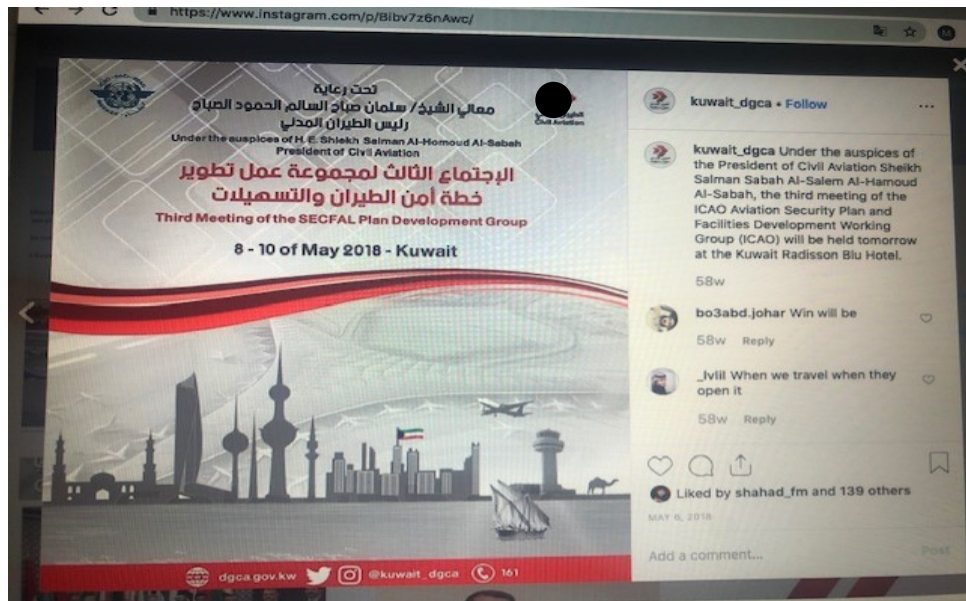 https://www.instagram.com/p/Bibv7z6nAwc/
M
تحت رعاية
معالي الشيخ/ سلمان صباح السالم الحمود الصباح
رئيس الطيران المدني
Under the auspices of H. E. Shiekh Salman Al-Homoud Al-Sabah
President of Civil Aviation
Civil Aviation
الإجتماع الثالث لمجموعة عمل تطوير
خطة أمن الطيران والتسهيلات
Third Meeting of the SECFAL Plan Development Group
8 - 10 of May 2018 - Kuwait
dgca.gov.kw @kuwait_dgca 161
kuwait_dgca • Follow
kuwait_dgca Under the auspices of
the President of Civil Aviation Sheikh
Salman Sabah Al-Salem Al-Hamoud
Al-Sabah, the third meeting of the
ICAO Aviation Security Plan and
Facilities Development Working
Group (ICAO) will be held tomorrow
at the Kuwait Radisson Blu Hotel.
58w
bo3abd.johar Win will be
58w Reply
_lvlil When we travel when they
open it
58w Reply
Liked by shahad_fm and 139 others
MAY 6, 2018
Add a comment... Post